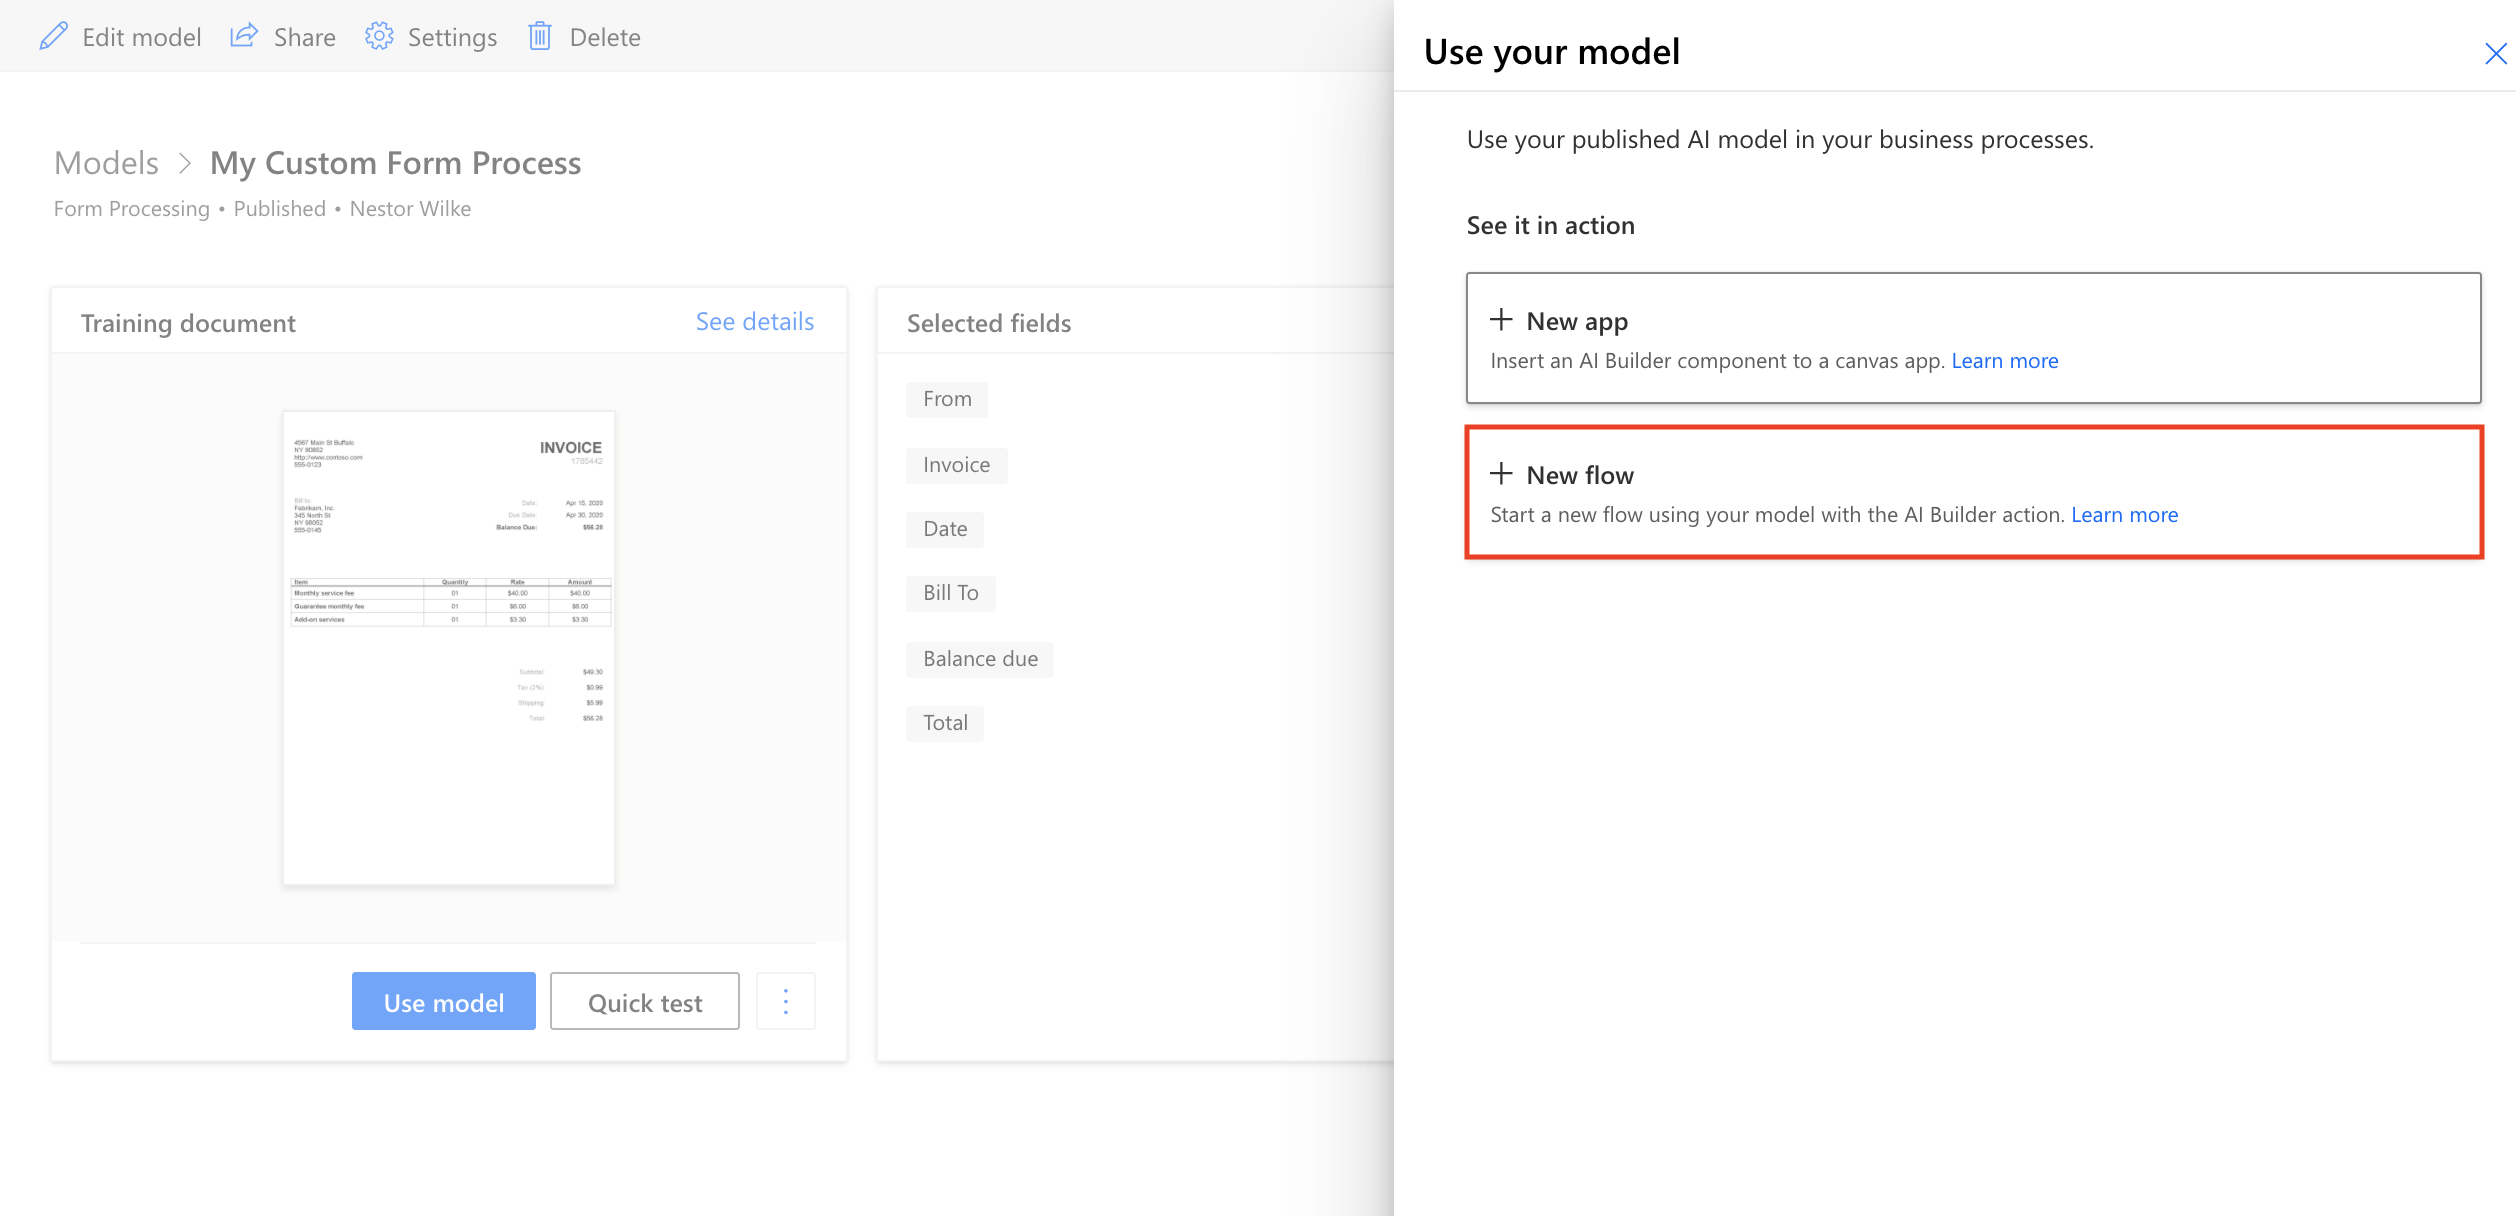 Edit model Share Settings Delete
Models > My Custom Form Process
Form Processing • Published • Nestor Wilke
Training document See details
4567 Main St Buffalo
NY 90852
http://www.contoso.com
555-0123
INVOICE
1785442
Bill to:
Fabrikam, Inc.
345 North St
NY 98052
555-0145
Date: Apr 15, 2020
Due Date: Apr 30, 2020
Balance Due: $56.28
Item Quantity Rate Amount
Monthly service fee 01 $40.00 $40.00
Guarantee monthly fee 01 $6.00 $6.00
Add-on services 01 $3.30 $3.30
Subtotal: $49.30
Tax (2%): $0.99
Shipping: $5.99
Total: $56.28
Use model Quick test
Selected fields
From
Invoice
Date
Bill To
Balance due
Total
Use your model
Use your published AI model in your business processes.
See it in action
New app
Insert an AI Builder component to a canvas app. Learn more
New flow
Start a new flow using your model with the AI Builder action. Learn more